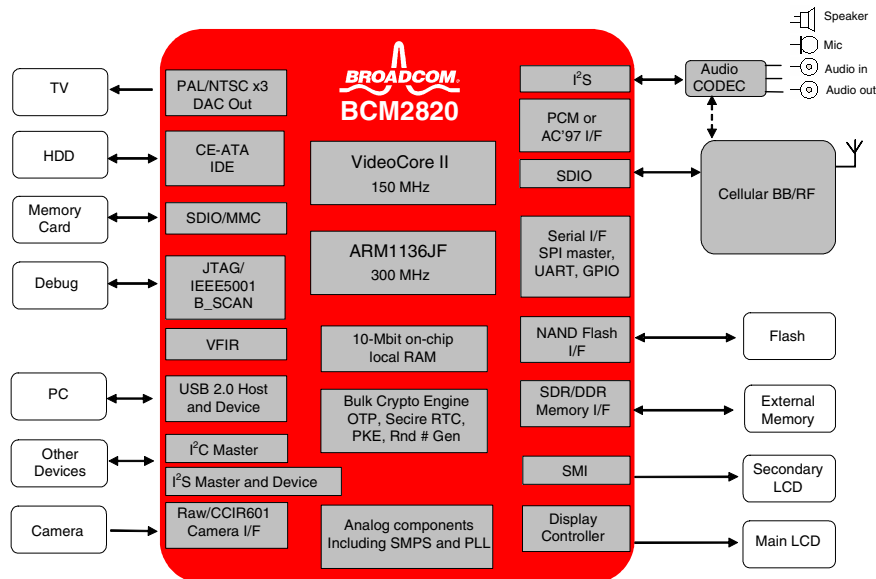 TV
HDD
Memory
Card
Debug
PC
Other
Devices
Camera
PAL/NTSC x3
DAC Out
CE-ATA
IDE
SDIO/MMC
JTAG/
IEEE5001
B_SCAN
VFIR
USB 2.0 Host
and Device
I²C Master
I²S Master and Device
Raw/CCIR601
Camera I/F
BROADCOM.
BCM2820
VideoCore II
150 MHz
ARM1136JF
300 MHz
10-Mbit on-chip
local RAM
Bulk Crypto Engine
OTP, Secire RTC,
PKE, Rnd # Gen
Analog components
Including SMPS and PLL
I²S
PCM or
AC'97 I/F
SDIO
Serial I/F
SPI master,
UART, GPIO
NAND Flash
I/F
SDR/DDR
Memory I/F
SMI
Display
Controller
Audio
CODEC
Speaker
Mic
Audio in
Audio out
Cellular BB/RF
Flash
External
Memory
Secondary
LCD
Main LCD